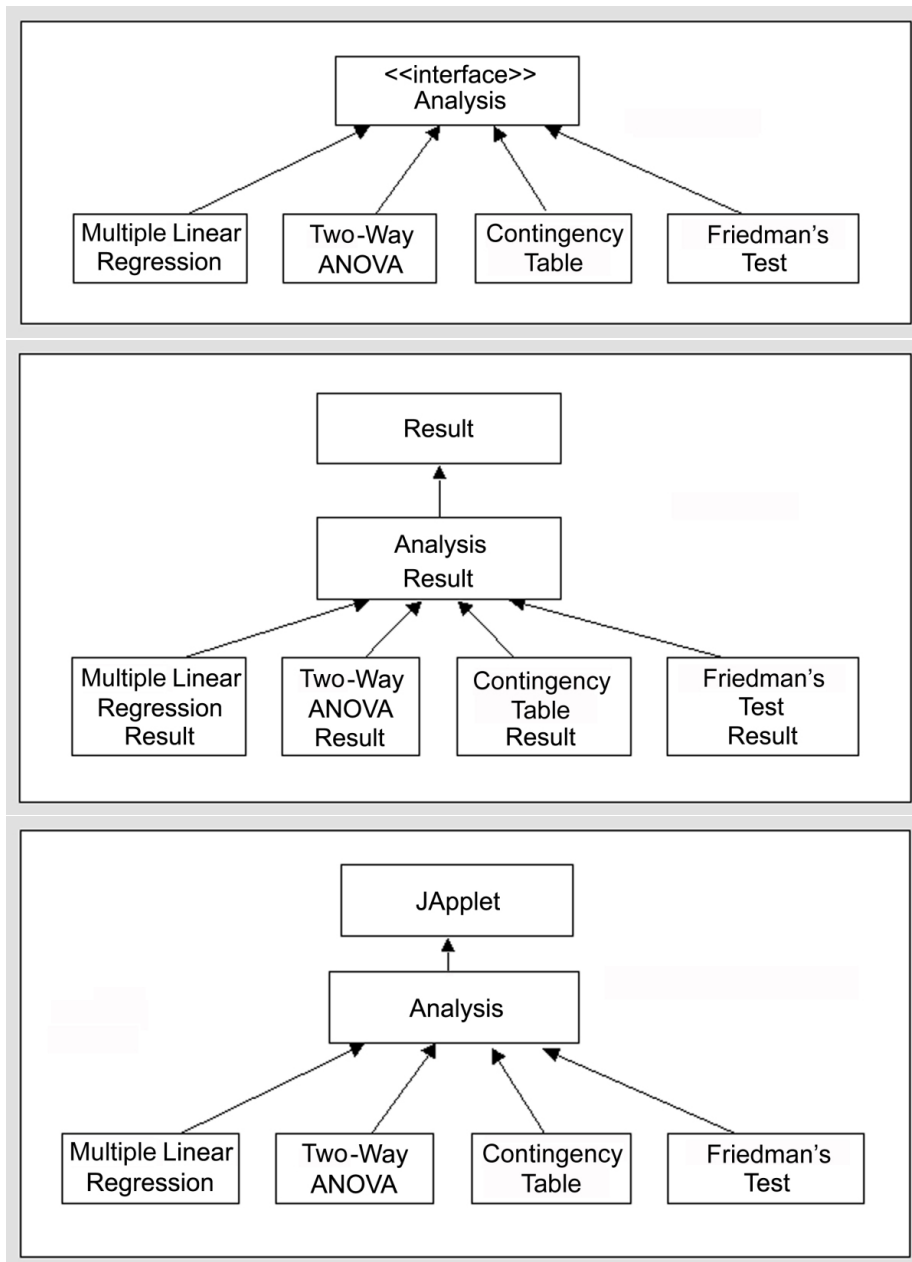 <<interface>>
Analysis
Multiple Linear
Regression
Two-Way
ANOVA
Contingency
Table
Friedman's
Test
Result
Analysis
Result
Multiple Linear
Regression
Result
Two-Way
ANOVA
Result
Contingency
Table
Result
Friedman's
Test
Result
JApplet
Analysis
Multiple Linear
Regression
Two-Way
ANOVA
Contingency
Table
Friedman's
Test